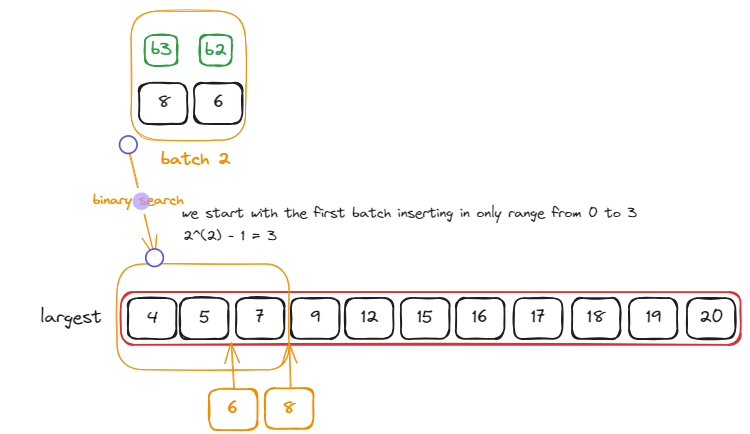 b3 b2
8 6
batch 2
binary search
we start with the first batch inserting in only range from 0 to 3
2^(2) - 1 = 3
largest 4 5 7 9 12 15 16 17 18 19 20
6 8